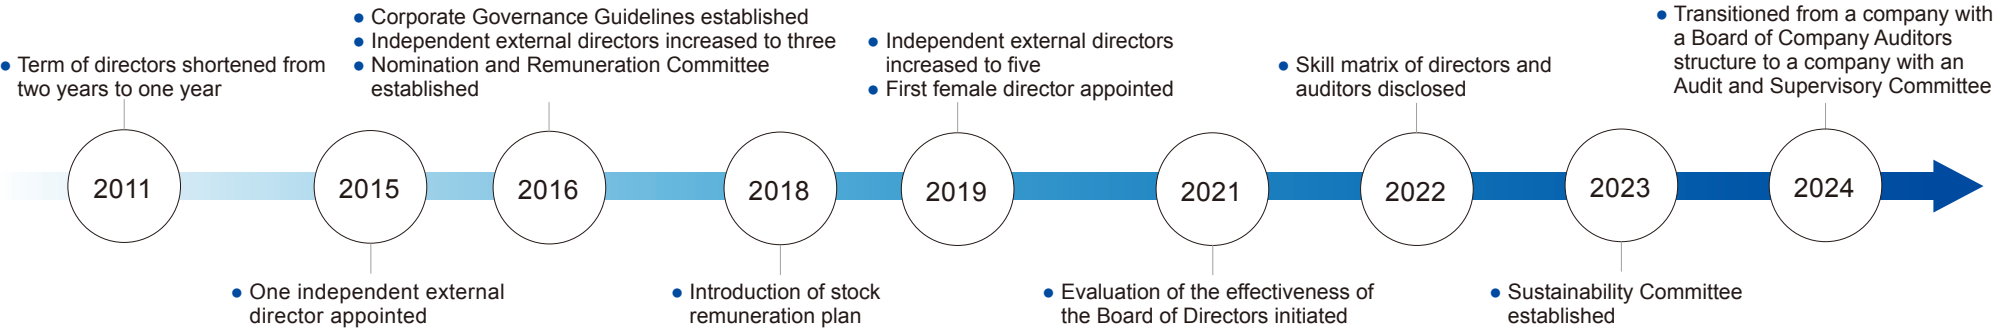 ● Term of directors shortened from
two years to one year
2011
2015
● One independent external
director appointed
● Corporate Governance Guidelines established
● Independent external directors increased to three
● Nomination and Remuneration Committee
established
2016
2018
● Introduction of stock
remuneration plan
● Independent external directors
increased to five
● First female director appointed
2019
2021
● Evaluation of the effectiveness of
the Board of Directors initiated
● Skill matrix of directors and
auditors disclosed
2022
2023
● Sustainability Committee
established
● Transitioned from a company with
a Board of Company Auditors
structure to a company with an
Audit and Supervisory Committee
2024